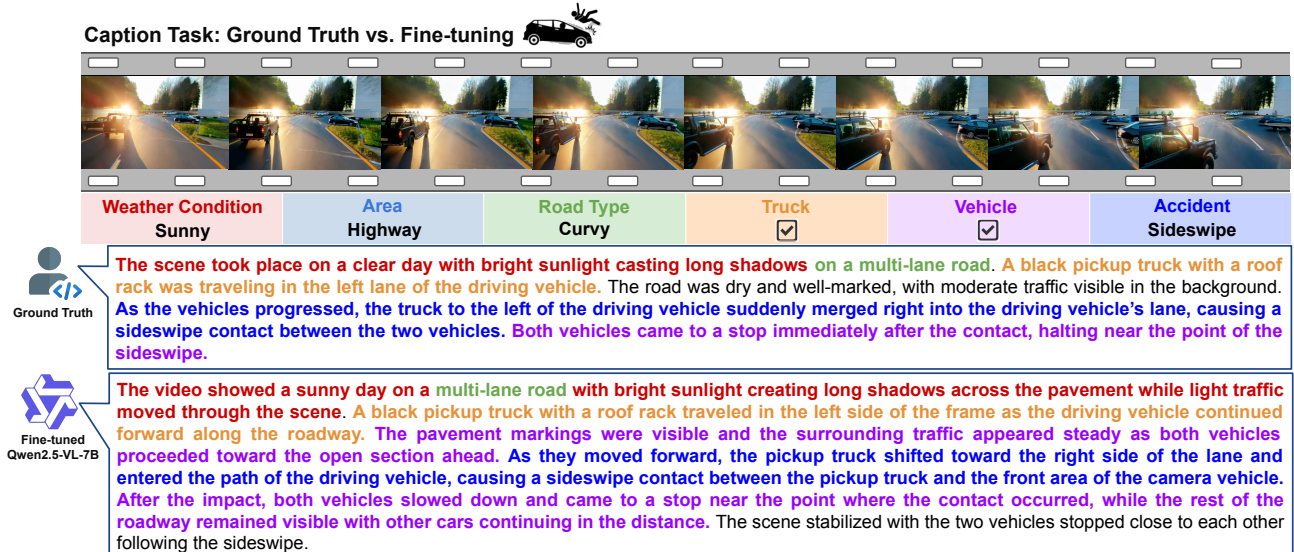 Caption Task: Ground Truth vs. Fine-tuning
Weather Condition
Sunny
Area
Highway
Road Type
Curvy
Truck
Vehicle
Accident
Sideswipe
Ground Truth
The scene took place on a clear day with bright sunlight casting long shadows on a multi-lane road. A black pickup truck with a roof
rack was traveling in the left lane of the driving vehicle. The road was dry and well-marked, with moderate traffic visible in the background.
As the vehicles progressed, the truck to the left of the driving vehicle suddenly merged right into the driving vehicle's lane, causing a
sideswipe contact between the two vehicles. Both vehicles came to a stop immediately after the contact, halting near the point of the
sideswipe.
Fine-tuned
Qwen2.5-VL-7B
The video showed a sunny day on a multi-lane road with bright sunlight creating long shadows across the pavement while light traffic
moved through the scene. A black pickup truck with a roof rack traveled in the left side of the frame as the driving vehicle continued
forward along the roadway. The pavement markings were visible and the surrounding traffic appeared steady as both vehicles
proceeded toward the open section ahead. As they moved forward, the pickup truck shifted toward the right side of the lane and
entered the path of the driving vehicle, causing a sideswipe contact between the pickup truck and the front area of the camera vehicle.
After the impact, both vehicles slowed down and came to a stop near the point where the contact occurred, while the rest of the
roadway remained visible with other cars continuing in the distance. The scene stabilized with the two vehicles stopped close to each other
following the sideswipe.